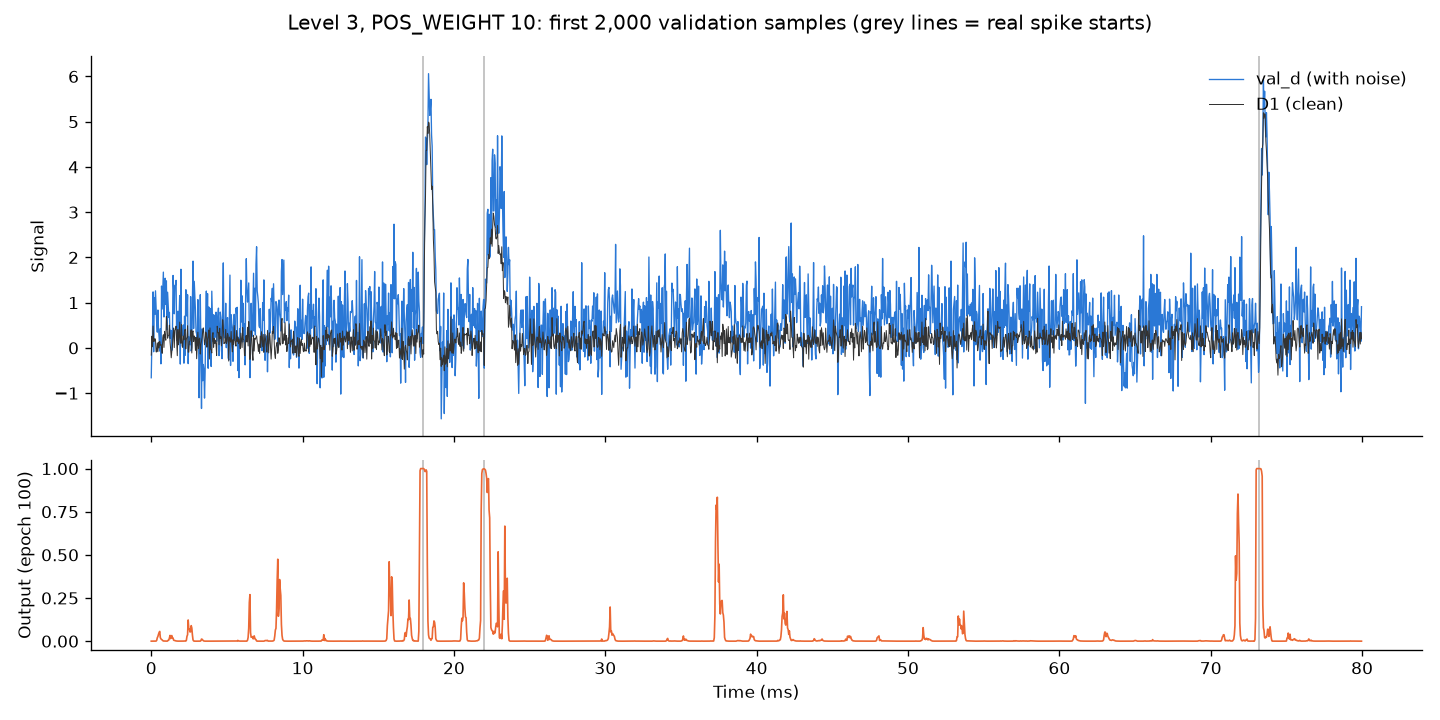 Level 3, POS_WEIGHT 10: first 2,000 validation samples (grey lines = real spike starts)
val_d (with noise)
D1 (clean)
Signal
6
5
4
3
2
1
0
−1
Output (epoch 100)
1.00
0.75
0.50
0.25
0.00
0 10 20 30 40 50 60 70 80
Time (ms)